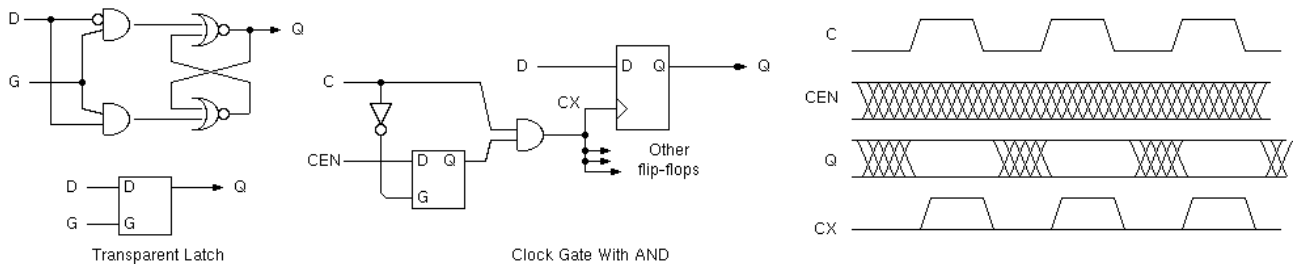 D
G
Q
D
D
Q
G
G
Transparent Latch
C
CEN
D
Q
G
CX
D
D
Q
Q
Other
flip-flops
Clock Gate With AND
C
CEN
Q
CX